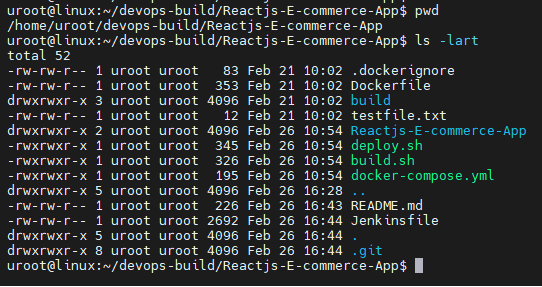 uroot@linux:~/devops-build/Reactjs-E-commerce-App$ pwd
/home/uroot/devops-build/Reactjs-E-commerce-App
uroot@linux:~/devops-build/Reactjs-E-commerce-App$ ls -lart
total 52
-rw-rw-r-- 1 uroot uroot   83 Feb 21 10:02 .dockerignore
-rw-rw-r-- 1 uroot uroot  353 Feb 21 10:02 Dockerfile
drwxrwxr-x 3 uroot uroot 4096 Feb 21 10:02 build
-rw-rw-r-- 1 uroot uroot   12 Feb 21 10:02 testfile.txt
drwxrwxr-x 2 uroot uroot 4096 Feb 26 10:54 Reactjs-E-commerce-App
-rwxrwxr-x 1 uroot uroot  345 Feb 26 10:54 deploy.sh
-rwxrwxr-x 1 uroot uroot  326 Feb 26 10:54 build.sh
-rwxrwxr-x 1 uroot uroot  195 Feb 26 10:54 docker-compose.yml
drwxrwxr-x 5 uroot uroot 4096 Feb 26 16:28 ..
-rw-rw-r-- 1 uroot uroot  226 Feb 26 16:43 README.md
-rw-rw-r-- 1 uroot uroot 2692 Feb 26 16:44 Jenkinsfile
drwxrwxr-x 5 uroot uroot 4096 Feb 26 16:44 .
drwxrwxr-x 8 uroot uroot 4096 Feb 26 16:44 .git
uroot@linux:~/devops-build/Reactjs-E-commerce-App$